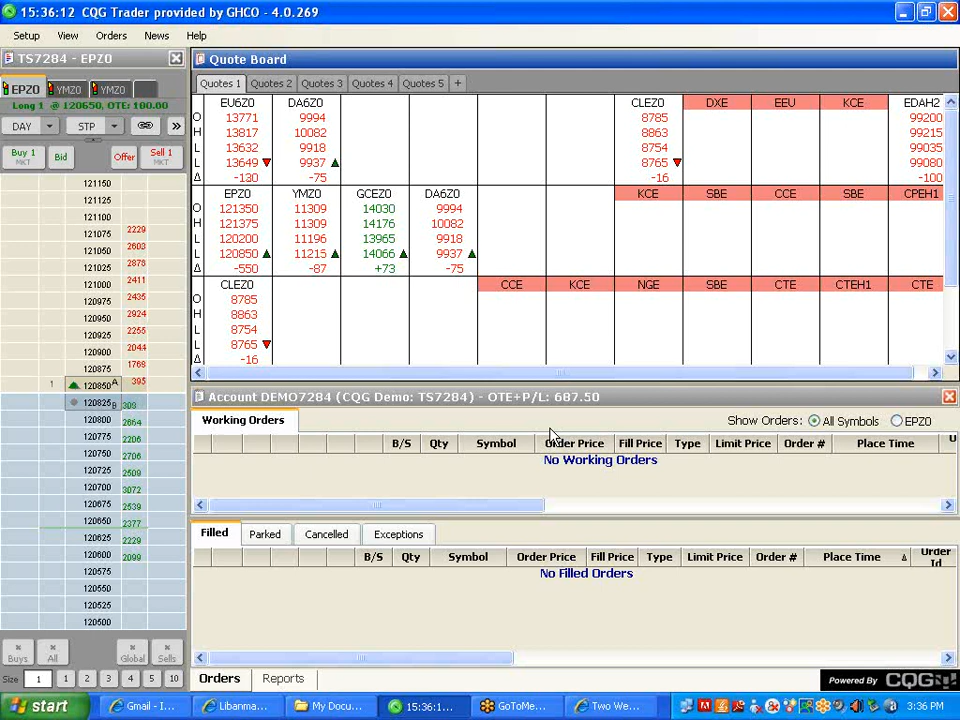 15:36:12 CQG Trader provided by GHCO - 4.0.269
Setup View Orders News Help
TS7284 - EPZ0
EPZ0 YMZ0 YMZ0
Long 1 @ 120650, OTE: 100.00
DAY STP
Buy 1 MKT Bid Offer Sell 1 MKT
121150
121125
121100
121075 2229
121050 2603
121025 2878
121000 2411
120975 2435
120950 2924
120925 2255
120900 2044
120875 1768
1 120850 A 395
120825 B 309
120800 2664
120775 2206
120750 2706
120725 2509
120700 3072
120675 2539
120650 2377
120625 2229
120600 2099
120575
120550
120525
120500
Buys All Global Sells
Size 1 1 2 3 4 5 10
Quote Board
Quotes 1 Quotes 2 Quotes 3 Quotes 4 Quotes 5 +
EU6Z0 DA6Z0 CLEZ0 DXE EEU KCE EDAH2
O 13771 9994 8785 99200
H 13817 10082 8863 99215
L 13632 9918 8754 99035
L 13649 9937 8765 99080
Δ -130 -75 -16 -100
EPZ0 YMZ0 GCEZ0 DA6Z0 KCE SBE CCE SBE CPEH1
O 121350 11309 14030 9994
H 121375 11309 14176 10082
L 120200 11196 13965 9918
L 120850 11215 14066 9937
Δ -550 -87 +73 -75
CLEZ0 CCE KCE NGE SBE CTE CTEH1 CTE
O 8785
H 8863
L 8754
L 8765
Δ -16
Account DEMO7284 (CQG Demo: TS7284) - OTE+P/L: 687.50
Working Orders
Show Orders: All Symbols EPZ0
B/S Qty Symbol Order Price Fill Price Type Limit Price Order # Place Time U
No Working Orders
Filled Parked Cancelled Exceptions
B/S Qty Symbol Order Price Fill Price Type Limit Price Order # Place Time Order Id
No Filled Orders
Orders Reports
Powered By CQG
start Gmail - I... Libanma... My Docu... 15:36:1... GoToMe... Two We... 3:36 PM